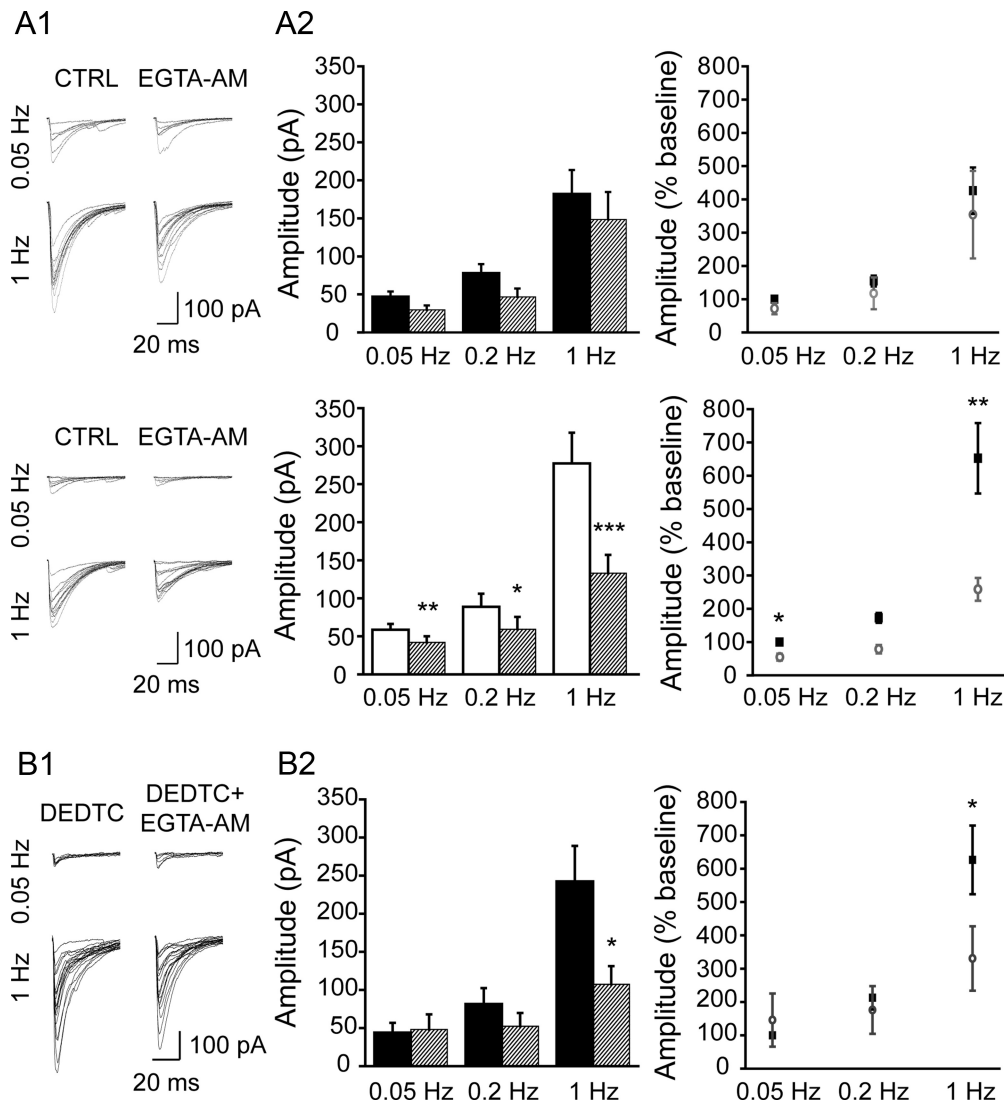 A1
A2
CTRL EGTA-AM
0.05 Hz
1 Hz
100 pA
20 ms
Amplitude (pA)
350
300
250
200
150
100
50
0
0.05 Hz 0.2 Hz 1 Hz
Amplitude (% baseline)
800
700
600
500
400
300
200
100
0
0.05 Hz 0.2 Hz 1 Hz
CTRL EGTA-AM
0.05 Hz
1 Hz
100 pA
20 ms
Amplitude (pA)
350
300
250
200
150
100
50
0
**
*
***
0.05 Hz 0.2 Hz 1 Hz
Amplitude (% baseline)
800
700
600
500
400
300
200
100
0
*
**
0.05 Hz 0.2 Hz 1 Hz
B1
B2
DEDTC
DEDTC+
EGTA-AM
0.05 Hz
1 Hz
100 pA
20 ms
Amplitude (pA)
350
300
250
200
150
100
50
0
*
0.05 Hz 0.2 Hz 1 Hz
Amplitude (% baseline)
800
700
600
500
400
300
200
100
0
*
0.05 Hz 0.2 Hz 1 Hz